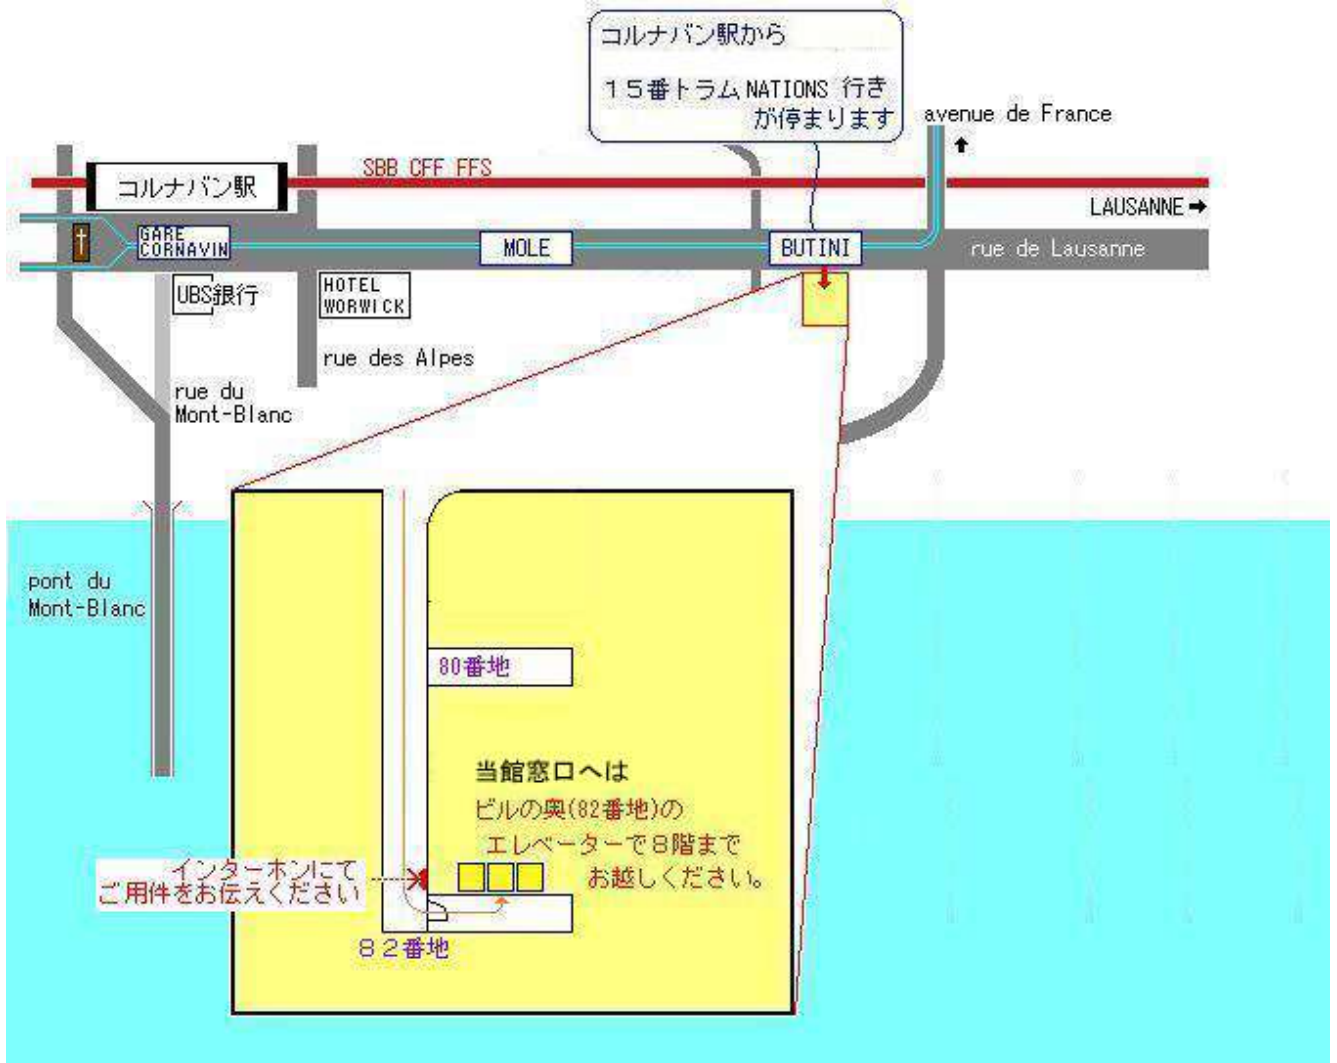 コルナバン駅から
15番トラム NATIONS 行き
が停まります
avenue de France
SBB CFF FFS
コルナバン駅
LAUSANNE
GARE
CORNAVIN
MOLE
BUTINI
rue de Lausanne
UBS銀行
HOTEL
WORWICK
rue des Alpes
rue du
Mont-Blanc
pont du
Mont-Blanc
80番地
当館窓口へは
ビルの奥(82番地)の
エレベーターで8階まで
お越しください。
インターホンにて
ご用件をお伝えください
82番地